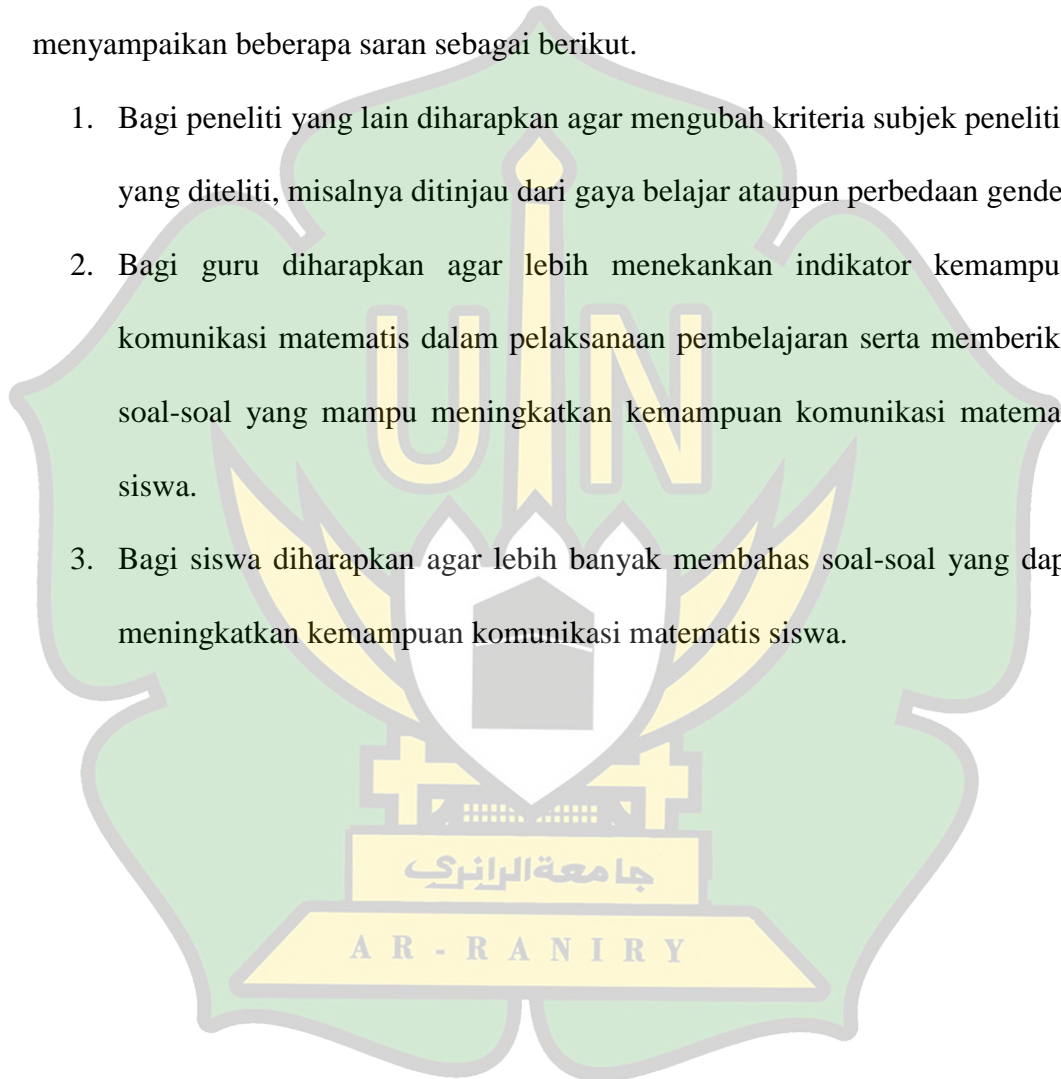 menyampaikan beberapa saran sebagai berikut.
1. Bagi peneliti yang lain diharapkan agar mengubah kriteria subjek peneliti
yang diteliti, misalnya ditinjau dari gaya belajar ataupun perbedaan gende
2. Bagi guru diharapkan agar lebih menekankan indikator kemampu
komunikasi matematis dalam pelaksanaan pembelajaran serta memberik
soal-soal yang mampu meningkatkan kemampuan komunikasi matema
siswa.
3. Bagi siswa diharapkan agar lebih banyak membahas soal-soal yang dap
meningkatkan kemampuan komunikasi matematis siswa.
UIN
جامعةالرانري
AR-RANIRY